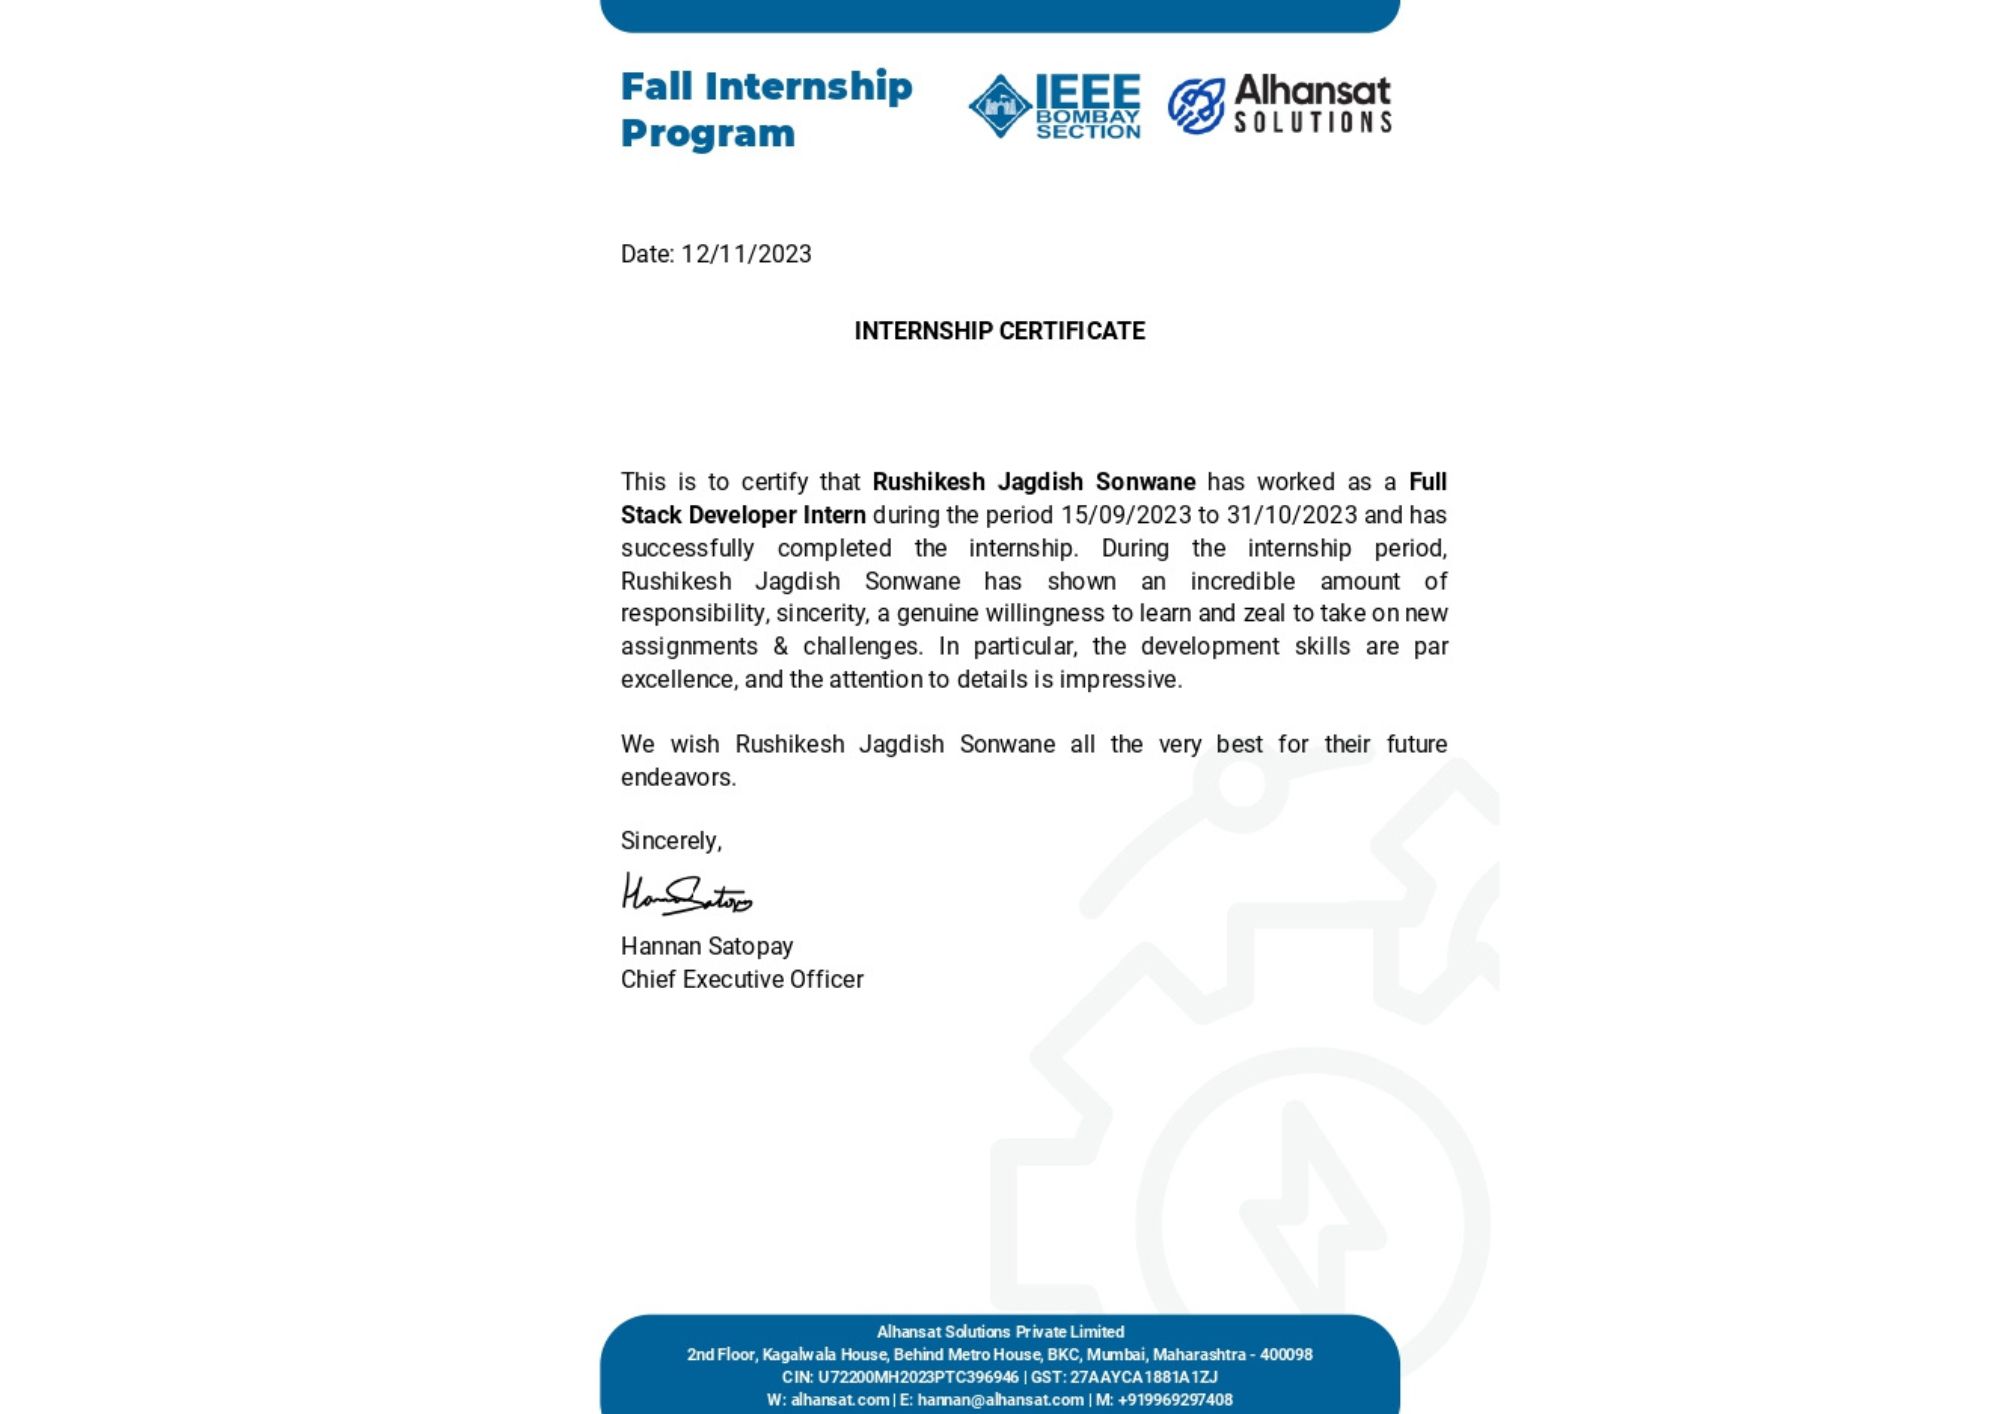 Fall Internship
Program
IEEE
BOMBAY
SECTION
Alhansat
SOLUTIONS
Date: 12/11/2023
INTERNSHIP CERTIFICATE
This is to certify that Rushikesh Jagdish Sonwane has worked as a Full
Stack Developer Intern during the period 15/09/2023 to 31/10/2023 and has
successfully completed the internship. During the internship period,
Rushikesh Jagdish Sonwane has shown an incredible amount of
responsibility, sincerity, a genuine willingness to learn and zeal to take on new
assignments & challenges. In particular, the development skills are par
excellence, and the attention to details is impressive.
We wish Rushikesh Jagdish Sonwane all the very best for their future
endeavors.
Sincerely,
Hannan Satopay
Chief Executive Officer
Alhansat Solutions Private Limited
2nd Floor, Kagalwala House, Behind Metro House, BKC, Mumbai, Maharashtra - 400098
CIN: U72200MH2023PTC396946 | GST: 27AAYCA1881A1ZJ
W: alhansat.com | E: hannan@alhansat.com | M: +919969297408